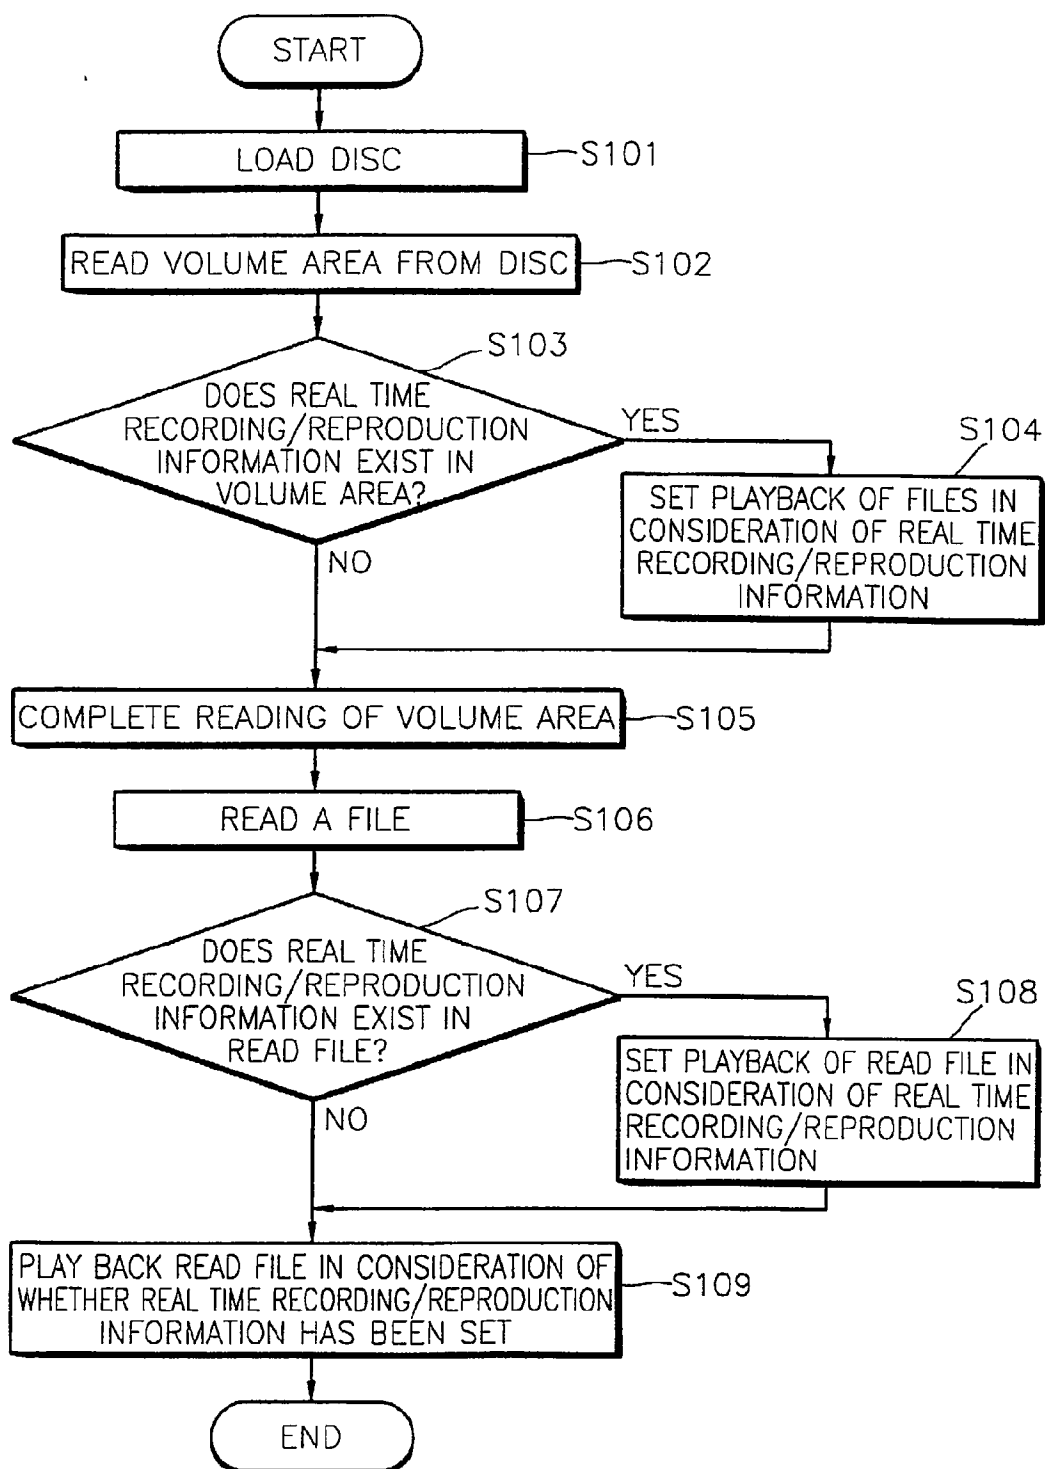 START
LOAD DISC
S101
READ VOLUME AREA FROM DISC
S102
S103
DOES REAL TIME
RECORDING/REPRODUCTION
INFORMATION EXIST IN
VOLUME AREA?
YES
S104
SET PLAYBACK OF FILES IN
CONSIDERATION OF REAL TIME
RECORDING/REPRODUCTION
INFORMATION
NO
COMPLETE READING OF VOLUME AREA
S105
READ A FILE
S106
S107
DOES REAL TIME
RECORDING/REPRODUCTION
INFORMATION EXIST IN
READ FILE?
YES
S108
SET PLAYBACK OF READ FILE IN
CONSIDERATION OF REAL TIME
RECORDING/REPRODUCTION
INFORMATION
NO
PLAY BACK READ FILE IN CONSIDERATION OF
WHETHER REAL TIME RECORDING/REPRODUCTION
INFORMATION HAS BEEN SET
S109
END